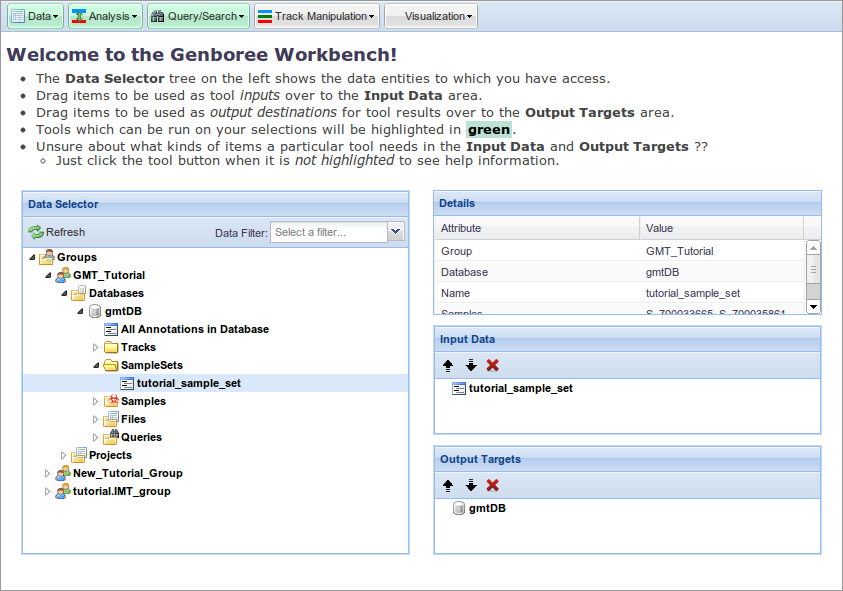 Data Analysis Query/Search Track Manipulation Visualization
Welcome to the Genboree Workbench!
The Data Selector tree on the left shows the data entities to which you have access.
Drag items to be used as tool inputs over to the Input Data area.
Drag items to be used as output destinations for tool results over to the Output Targets area.
Tools which can be run on your selections will be highlighted in green.
Unsure about what kinds of items a particular tool needs in the Input Data and Output Targets ??
Just click the tool button when it is not highlighted to see help information.
Data Selector
Refresh Data Filter: Select a filter...
Groups
GMT_Tutorial
Databases
gmtDB
All Annotations in Database
Tracks
SampleSets
tutorial_sample_set
Samples
Files
Queries
Projects
New_Tutorial_Group
tutorial.IMT_group
Details
Attribute Value
Group GMT_Tutorial
Database gmtDB
Name tutorial_sample_set
Samples S_700033665, S_700035861,
Input Data
tutorial_sample_set
Output Targets
gmtDB